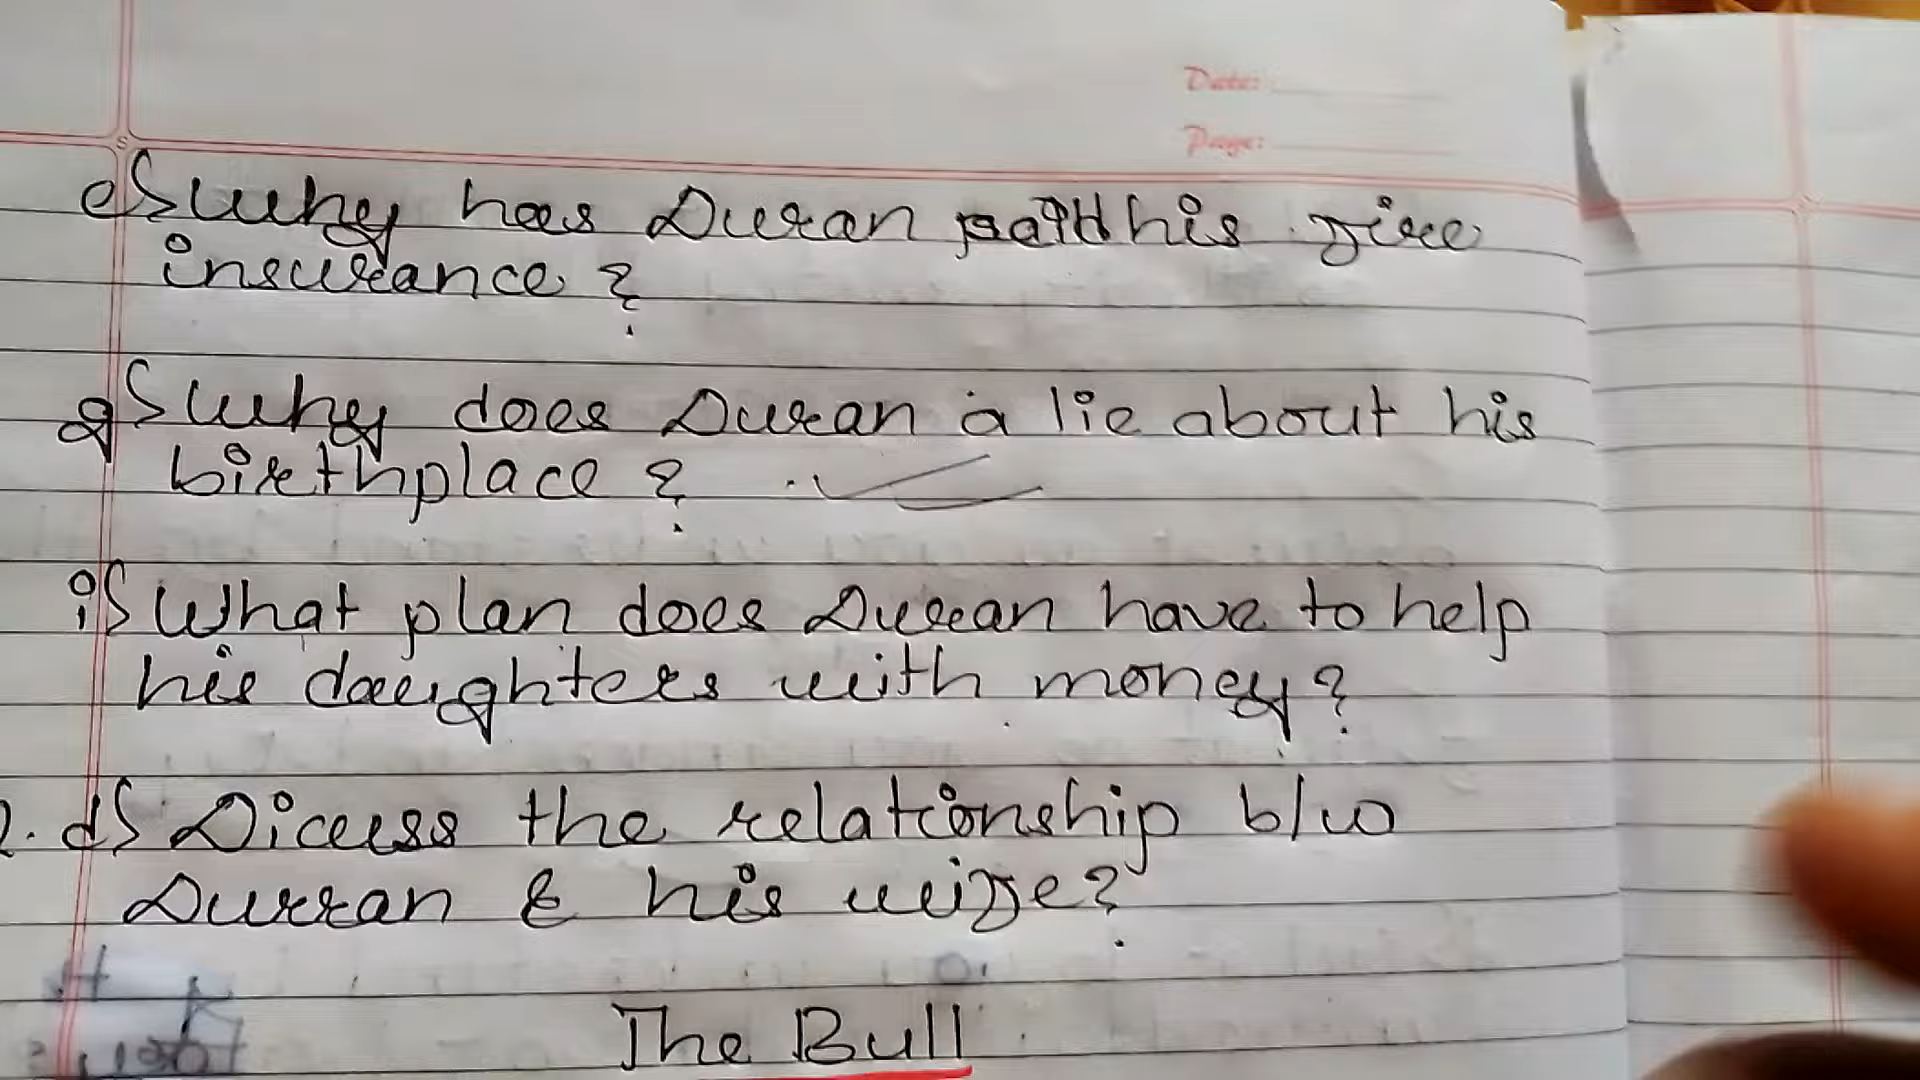 Date:
Page:
e) Why has Duran paid his fire
insurance ?
g) Why does Duran a lie about his
birthplace ?
i) What plan does Duran have to help
his daughters with money?
2. d) Dicuss the relationship b/w
Durran & his wife?
The Bull